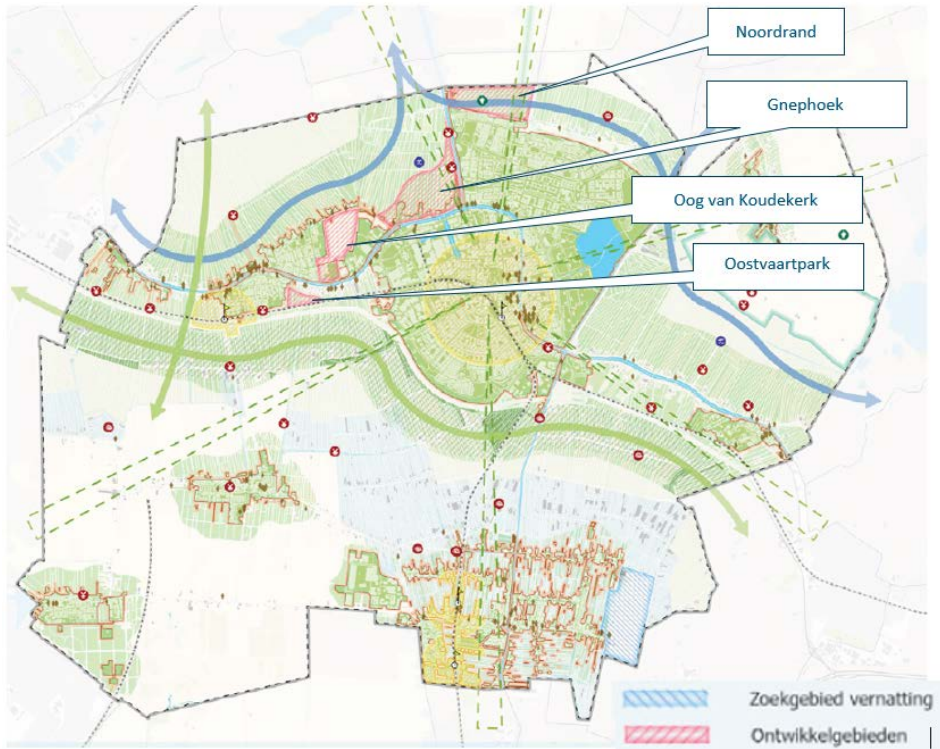 Noordrand
Gnephoek
Oog van Koudekerk
Oostvaartpark
Zoekgebied vernatting
Ontwikkelgebieden